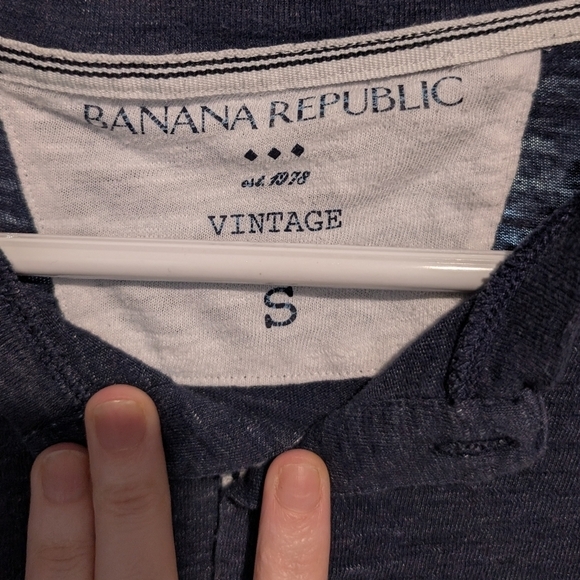 BANANA REPUBLIC
est. 1978
VINTAGE
S